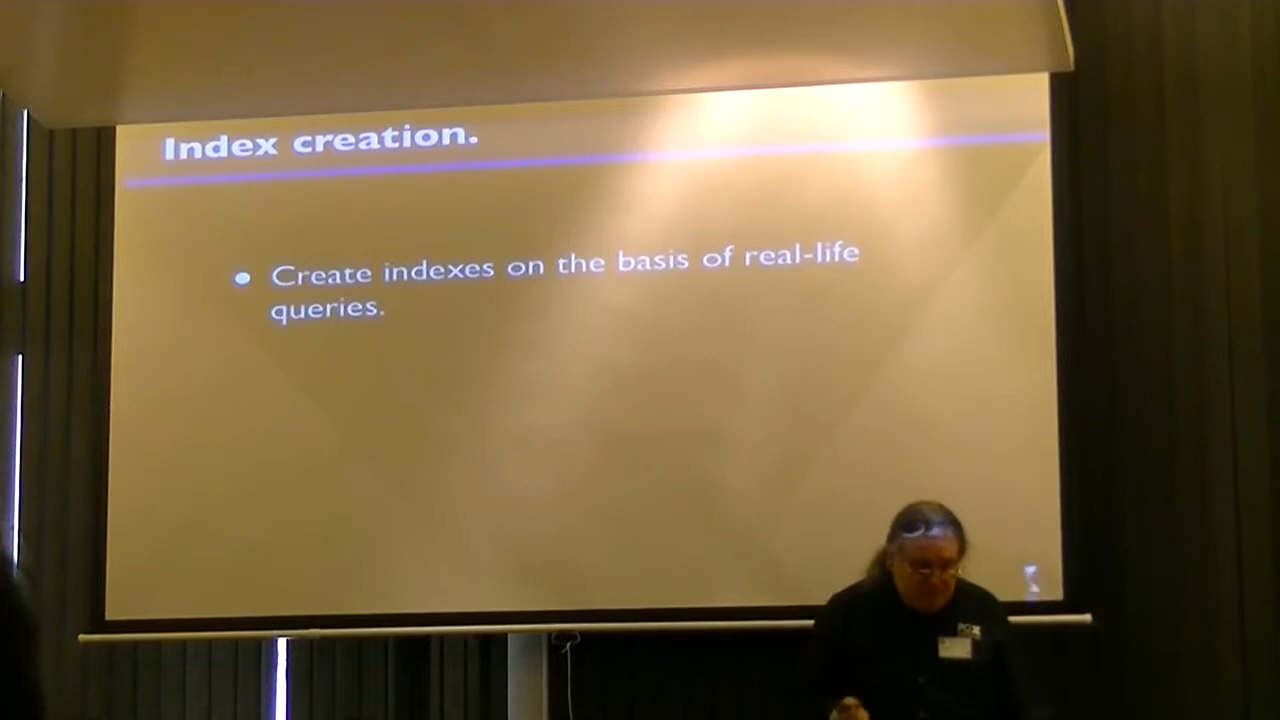 Index creation.
• Create indexes on the basis of real-life
queries.